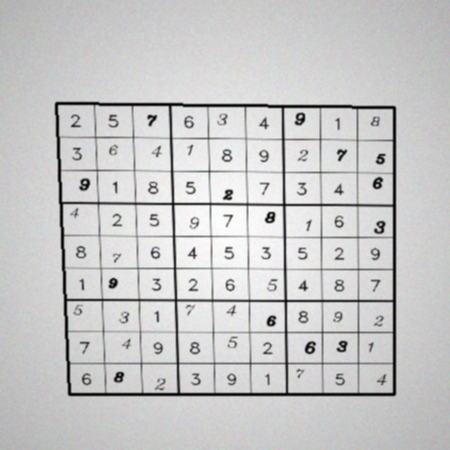 2 5 7 6 3 4 9 1 8
3 6 4 1 8 9 2 7 5
9 1 8 5 2 7 3 4 6
4 2 5 9 7 8 1 6 3
8 7 6 4 5 3 5 2 9
1 9 3 2 6 5 4 8 7
5 3 1 7 4 6 8 9 2
7 4 9 8 5 2 6 3 1
6 8 2 3 9 1 7 5 4